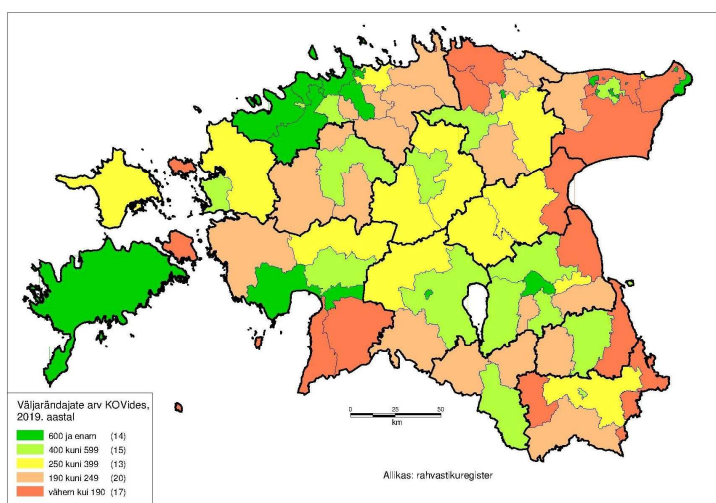 Väljarändajate arv KOVides,
2019. aastal
600 ja enam (14)
400 kuni 599 (15)
250 kuni 399 (13)
190 kuni 249 (20)
vähem kui 190 (17)
0 25 50
km
Allikas: rahvastikuregister